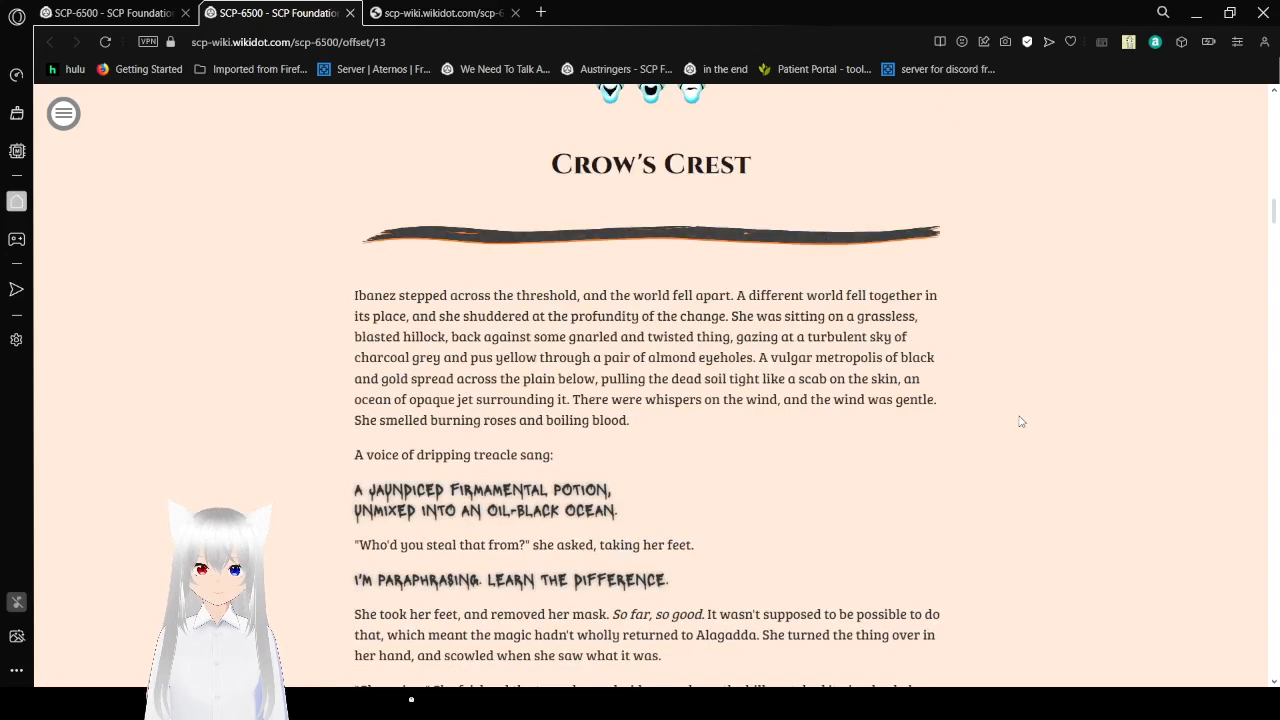 SCP-6500 - SCP Foundation
SCP-6500 - SCP Foundation
scp-wiki.wikidot.com/scp-6
VPN
scp-wiki.wikidot.com/scp-6500/offset/13
hulu
Getting Started
Imported from Firef...
Server | Aternos | Fr...
We Need To Talk A...
Austringers - SCP F...
in the end
Patient Portal - tool...
server for discord fr...
Crow's Crest
Ibanez stepped across the threshold, and the world fell apart. A different world fell together in
its place, and she shuddered at the profundity of the change. She was sitting on a grassless,
blasted hillock, back against some gnarled and twisted thing, gazing at a turbulent sky of
charcoal grey and pus yellow through a pair of almond eyeholes. A vulgar metropolis of black
and gold spread across the plain below, pulling the dead soil tight like a scab on the skin, an
ocean of opaque jet surrounding it. There were whispers on the wind, and the wind was gentle.
She smelled burning roses and boiling blood.
A voice of dripping treacle sang:
A JAUNDICED FIRMAMENTAL POTION,
UNMIXED INTO AN OIL-BLACK OCEAN.
"Who'd you steal that from?" she asked, taking her feet.
I'M PARAPHRASING. LEARN THE DIFFERENCE.
She took her feet, and removed her mask. So far, so good. It wasn't supposed to be possible to do
that, which meant the magic hadn't wholly returned to Alagadda. She turned the thing over in
her hand, and scowled when she saw what it was.